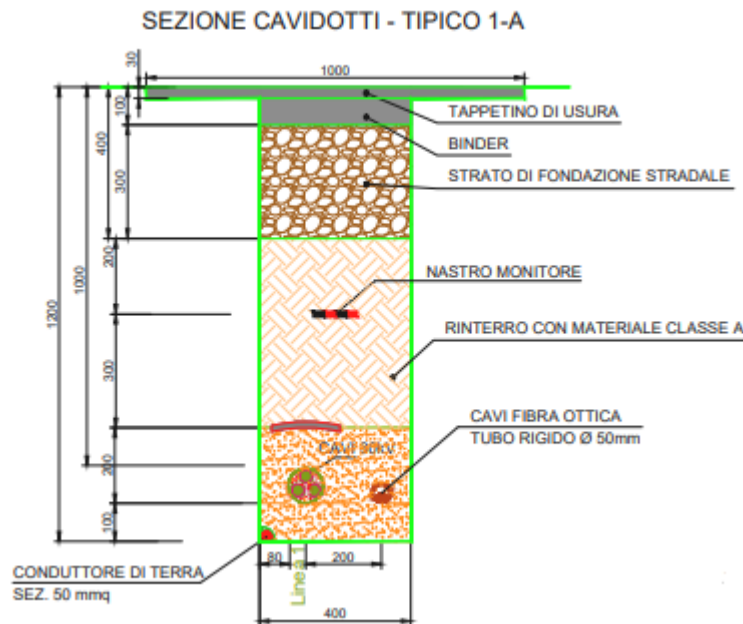 SEZIONE CAVIDOTTI - TIPICO 1-A
30
1000
100
400
300
200
1000
1200
300
200
100
TAPPETINO DI USURA
BINDER
STRATO DI FONDAZIONE STRADALE
NASTRO MONITORE
RINTERRO CON MATERIALE CLASSE A
CAVI FIBRA OTTICA
TUBO RIGIDO Ø 50mm
CAVI 30kV
CONDUTTORE DI TERRA
SEZ. 50 mmq
80
Linea 1
200
400